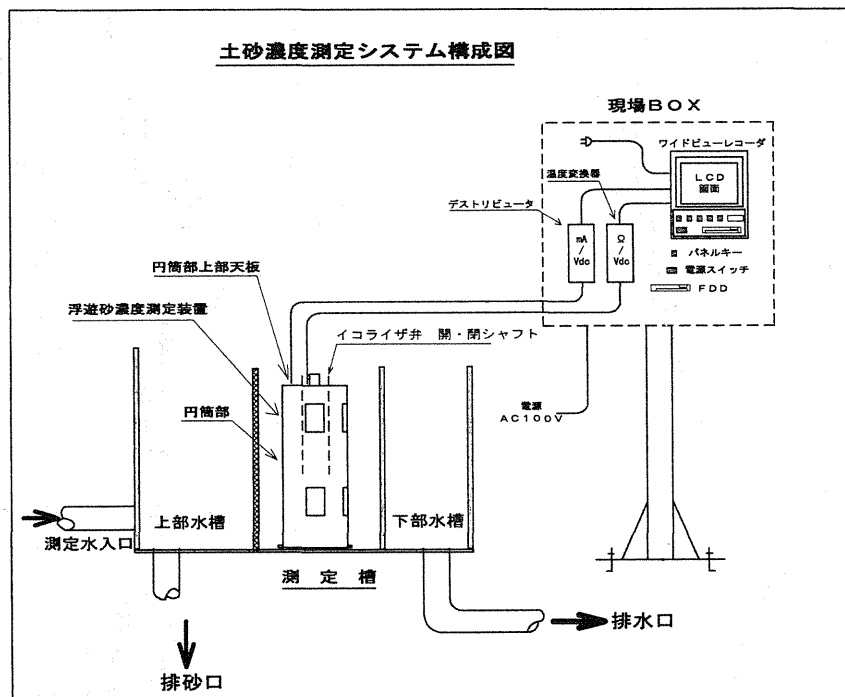 土砂濃度測定システム構成図
現場BOX
ワイドビューレコーダ
LCD
画面
温度変換器
デストリビュータ
mA
/
Vdc
Ω
/
Vdc
パネルキー
電源スイッチ
FDD
円筒部上部天板
浮遊砂濃度測定装置
イコライザ弁 開・閉シャフト
円筒部
電源
AC100V
上部水槽
下部水槽
測定水入口
測定槽
排水口
排砂口